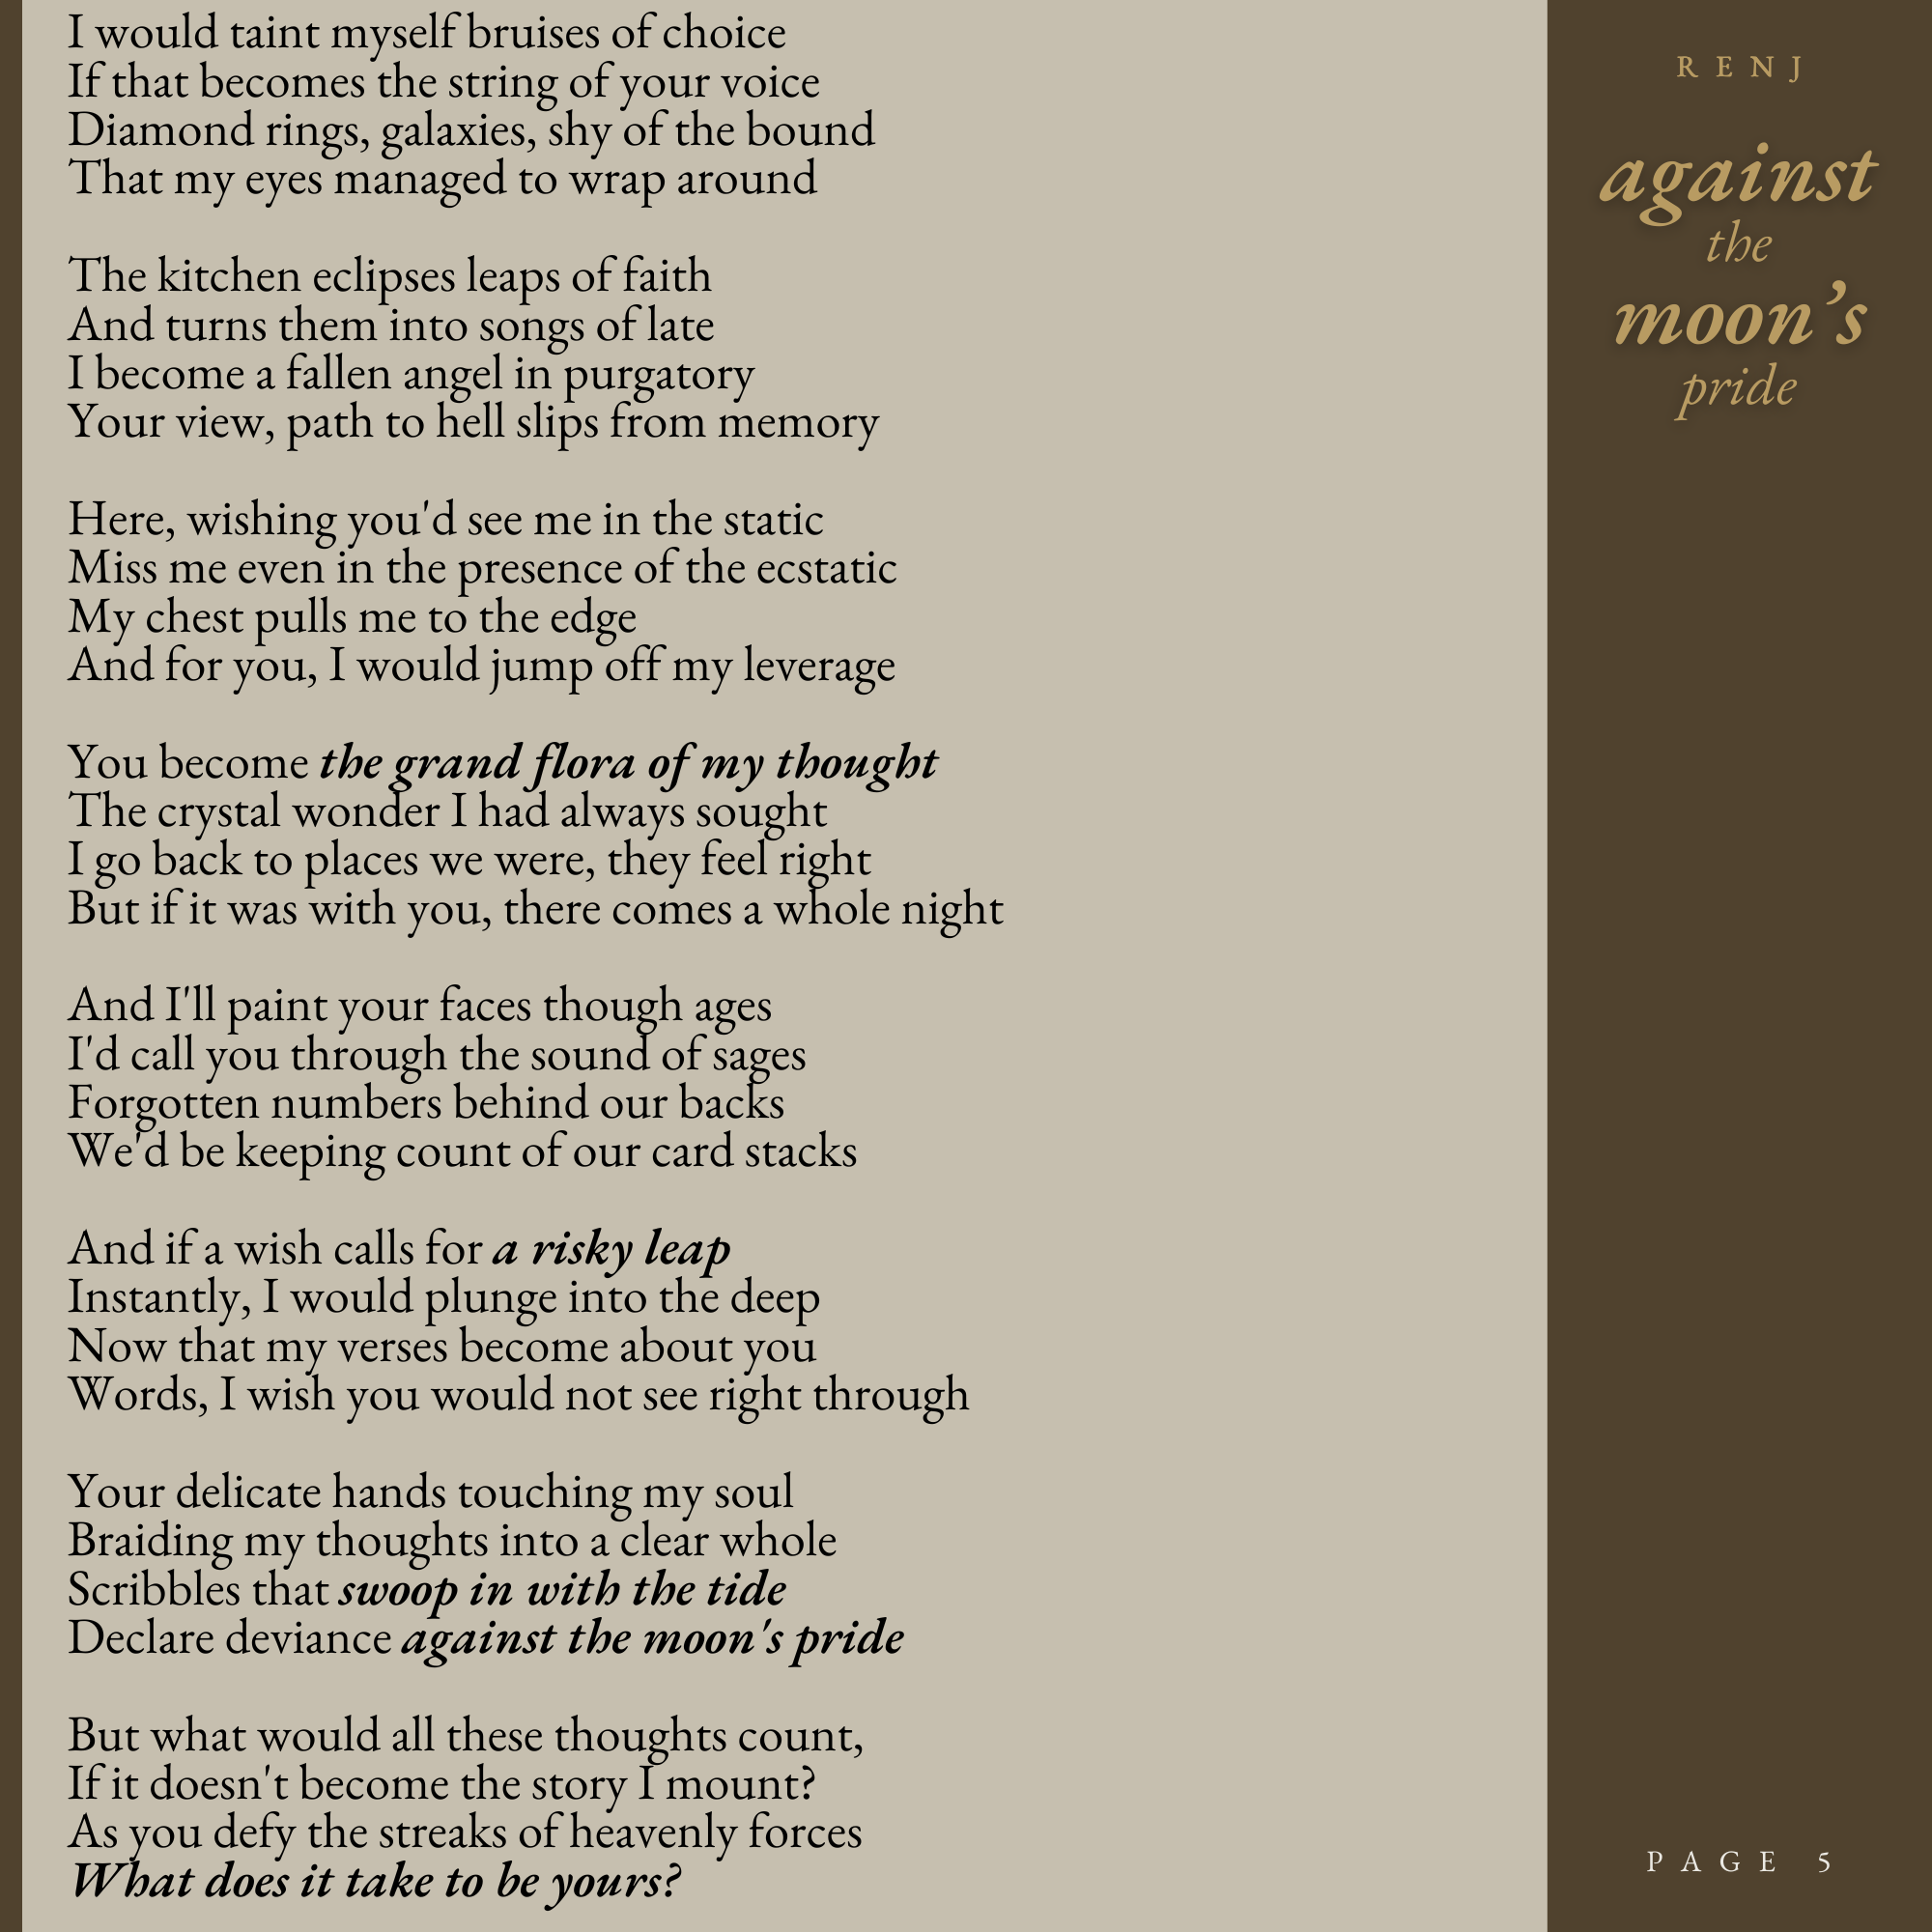 I would taint myself bruises of choice
If that becomes the string of your voice
Diamond rings, galaxies, shy of the bound
That my eyes managed to wrap around
The kitchen eclipses leaps of faith
And turns them into songs of late
I become a fallen angel in purgatory
Your view, path to hell slips from memory
Here, wishing you'd see me in the static
Miss me even in the presence of the ecstatic
My chest pulls me to the edge
And for you, I would jump off my leverage
You become the grand flora of my thought
The crystal wonder I had always sought
I go back to places we were, they feel right
But if it was with you, there comes a whole night
And I'll paint your faces though ages
I'd call you through the sound of sages
Forgotten numbers behind our backs
We'd be keeping count of our card stacks
And if a wish calls for a risky leap
Instantly, I would plunge into the deep
Now that my verses become about you
Words, I wish you would not see right through
Your delicate hands touching my soul
Braiding my thoughts into a clear whole
Scribbles that swoop in with the tide
Declare deviance against the moon's pride
But what would all these thoughts count,
If it doesn't become the story I mount?
As you defy the streaks of heavenly forces
What does it take to be yours?
RENJ
against
the
moon’s
pride
PAGE 5